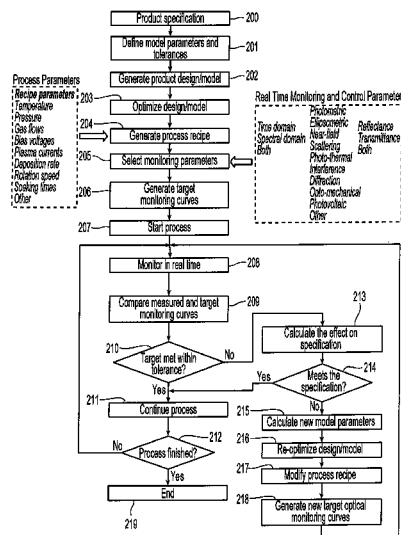 Product specification
200
Define model parameters and
tolerances
201
Generate product design/model
202
203
Optimize design/model
204
Generate process recipe
205
Select monitoring parameters
206
Generate target
monitoring curves
207
Start process
Process Parameters
Recipe parameters
Temperature
Pressure
Gas flows
Bias voltages
Plasma currents
Deposition rate
Rotation speed
Soaking times
Other
Real Time Monitoring and Control Parameter
Time domain
Spectral domain
Both
Photometric
Ellipsometric
Near-field
Scattering
Photo-thermal
Interference
Diffraction
Opto-mechanical
Photovoltaic
Other
Reflectance
Transmittance
Both
Monitor in real time
208
Compare measured and target
monitoring curves
209
210
Target met within
tolerance?
No
Yes
211
Continue process
212
Process finished?
No
Yes
End
219
213
Calculate the effect on
specification
214
Meets the
specification?
Yes
No
215
Calculate new model parameters
216
Re-optimize design/model
217
Modify process recipe
218
Generate new target optical
monitoring curves